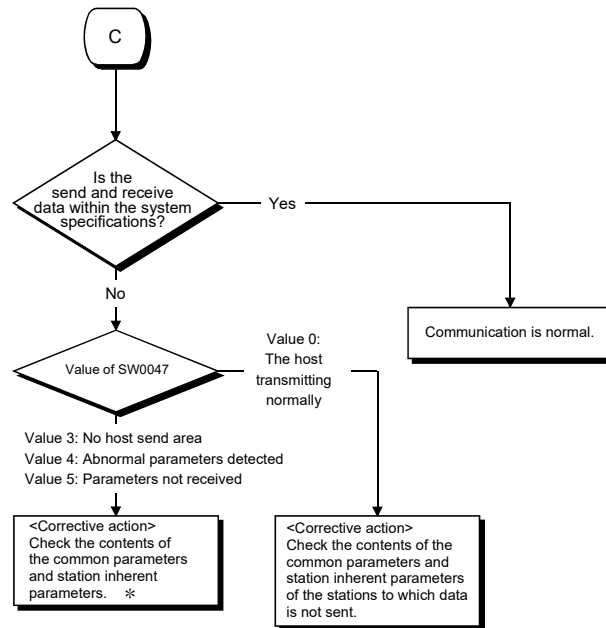 C
Is the
send and receive
data within the system
specifications?
Yes
No
Communication is normal.
Value of SW0047
Value 0:
The host
transmitting
normally
Value 3: No host send area
Value 4: Abnormal parameters detected
Value 5: Parameters not received
<Corrective action>
Check the contents of
the common parameters
and station inherent
parameters. *
<Corrective action>
Check the contents of the
common parameters and
station inherent parameters
of the stations to which data
is not sent.